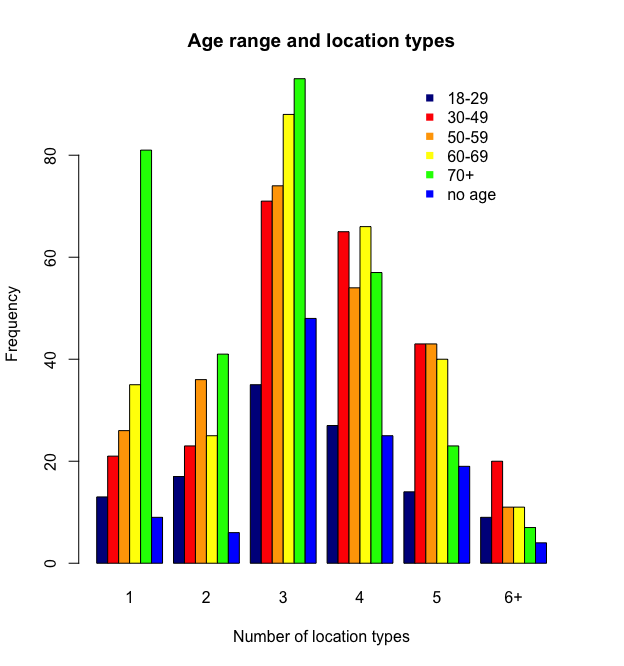 Age range and location types
18-29
30-49
50-59
60-69
70+
no age
80
60
40
20
0
Frequency
1 2 3 4 5 6+
Number of location types